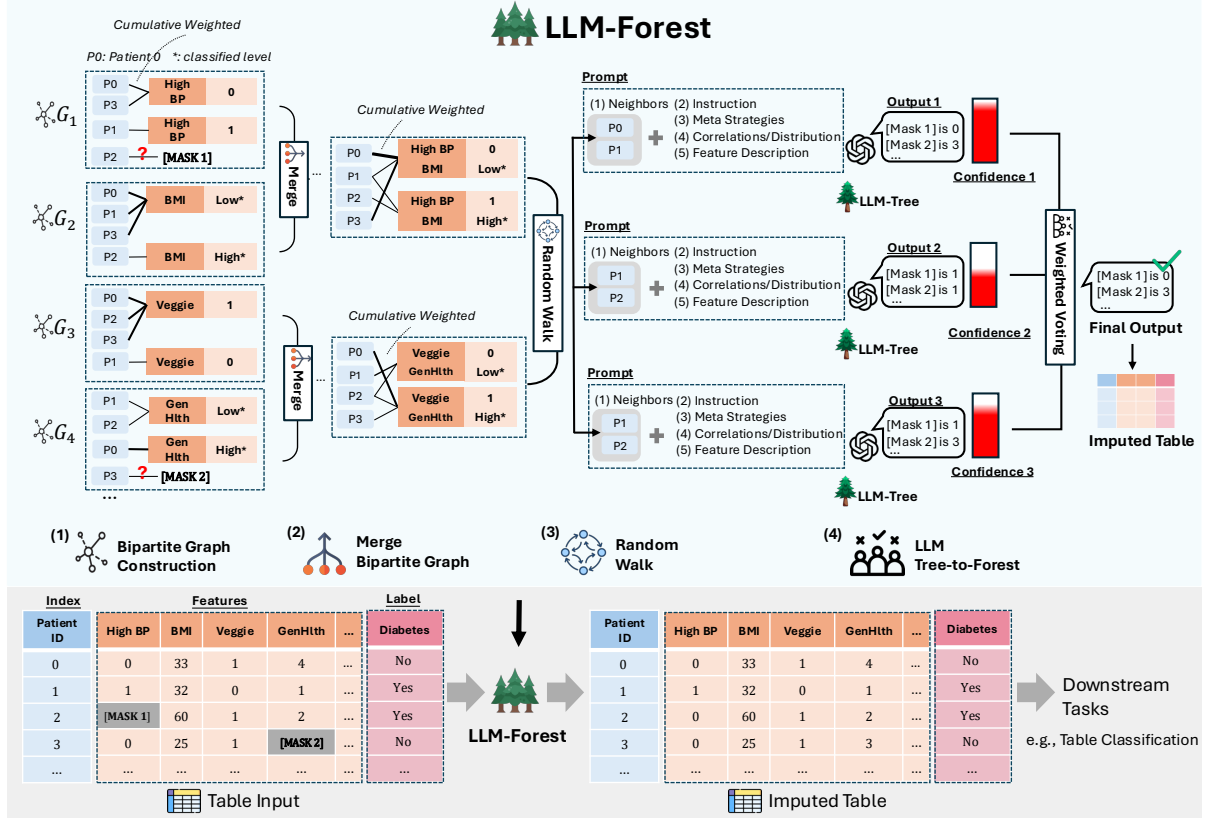 LLM-Forest
Cumulative Weighted
P0: Patient 0 *: classified level
G1
P0
P3
High BP
0
P1
High BP
1
P2
?
[MASK 1]
G2
P0
P1
P3
BMI
Low*
P2
BMI
High*
G3
P0
P2
P3
Veggie
1
P1
Veggie
0
G4
P1
P2
Gen Hlth
Low*
P0
Gen Hlth
High*
P3
?
[MASK 2]
...
Merge
...
Merge
...
Cumulative Weighted
P0
P1
P2
P3
High BP 0
BMI Low*
High BP 1
BMI High*
Cumulative Weighted
P0
P1
P2
P3
Veggie 0
GenHlth Low*
Veggie 1
GenHlth High*
Random Walk
Prompt
(1) Neighbors (2) Instruction
P0
P1
+
(3) Meta Strategies
(4) Correlations/Distribution
(5) Feature Description
LLM-Tree
Output 1
[Mask 1] is 0
[Mask 2] is 3
...
Confidence 1
Prompt
(1) Neighbors (2) Instruction
P1
P2
+
(3) Meta Strategies
(4) Correlations/Distribution
(5) Feature Description
LLM-Tree
Output 2
[Mask 1] is 1
[Mask 2] is 1
...
Confidence 2
Prompt
(1) Neighbors (2) Instruction
P1
P2
+
(3) Meta Strategies
(4) Correlations/Distribution
(5) Feature Description
LLM-Tree
Output 3
[Mask 1] is 1
[Mask 2] is 3
...
Confidence 3
Weighted Voting
[Mask 1] is 0
[Mask 2] is 3
...
Final Output
Imputed Table
(1) Bipartite Graph
Construction
(2) Merge
Bipartite Graph
(3) Random
Walk
(4) LLM
Tree-to-Forest
Index Features Label
Patient ID High BP BMI Veggie GenHlth ... Diabetes
0 0 33 1 4 ... No
1 1 32 0 1 ... Yes
2 [MASK 1] 60 1 2 ... Yes
3 0 25 1 [MASK 2] ... No
... ... ... ... ... ...
Table Input
LLM-Forest
Patient ID High BP BMI Veggie GenHlth ... Diabetes
0 0 33 1 4 ... No
1 1 32 0 1 ... Yes
2 0 60 1 2 ... Yes
3 0 25 1 3 ... No
... ... ... ... ... ...
Imputed Table
Downstream
Tasks
e.g., Table Classification